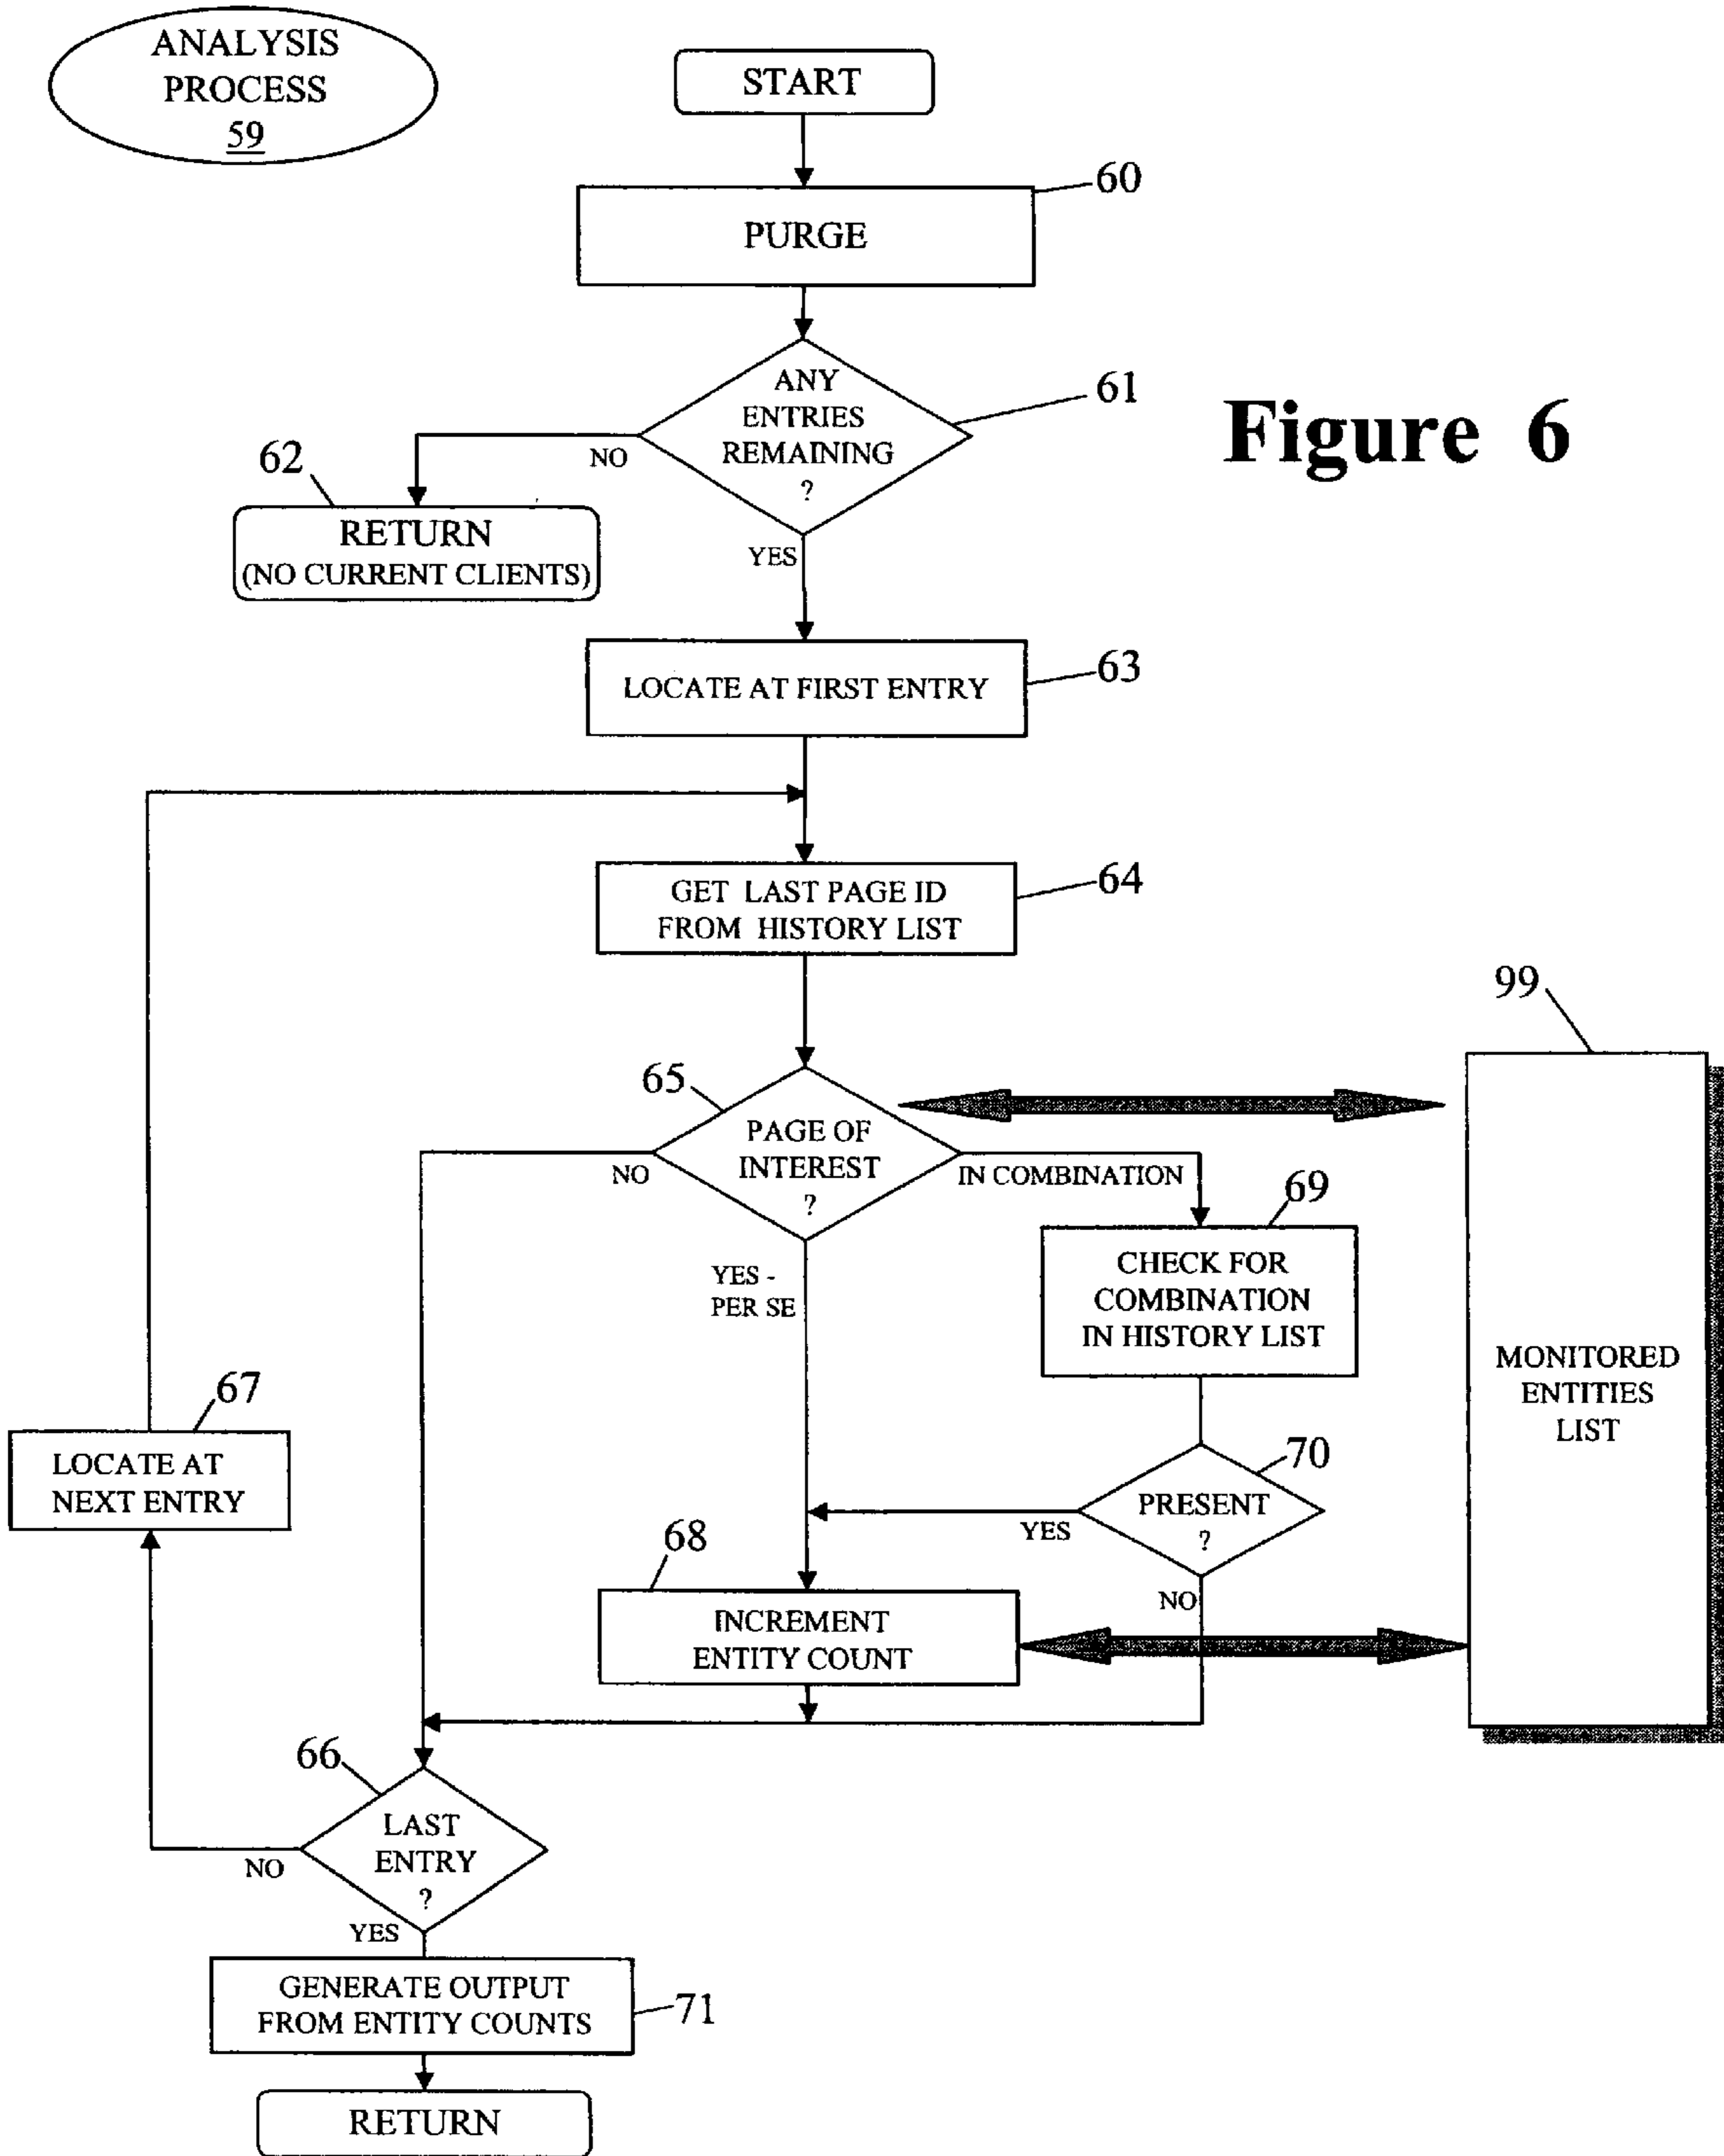 ANALYSIS
PROCESS
59
START
60
PURGE
ANY
ENTRIES
REMAINING
?
61
Figure 6
NO
62
RETURN
(NO CURRENT CLIENTS)
YES
63
LOCATE AT FIRST ENTRY
64
GET LAST PAGE ID
FROM HISTORY LIST
99
65
PAGE OF
INTEREST
?
NO
IN COMBINATION
69
YES -
PER SE
CHECK FOR
COMBINATION
IN HISTORY LIST
MONITORED
ENTITIES
LIST
67
LOCATE AT
NEXT ENTRY
70
PRESENT
?
YES
68
NO
INCREMENT
ENTITY COUNT
66
LAST
ENTRY
?
NO
YES
GENERATE OUTPUT
FROM ENTITY COUNTS
71
RETURN